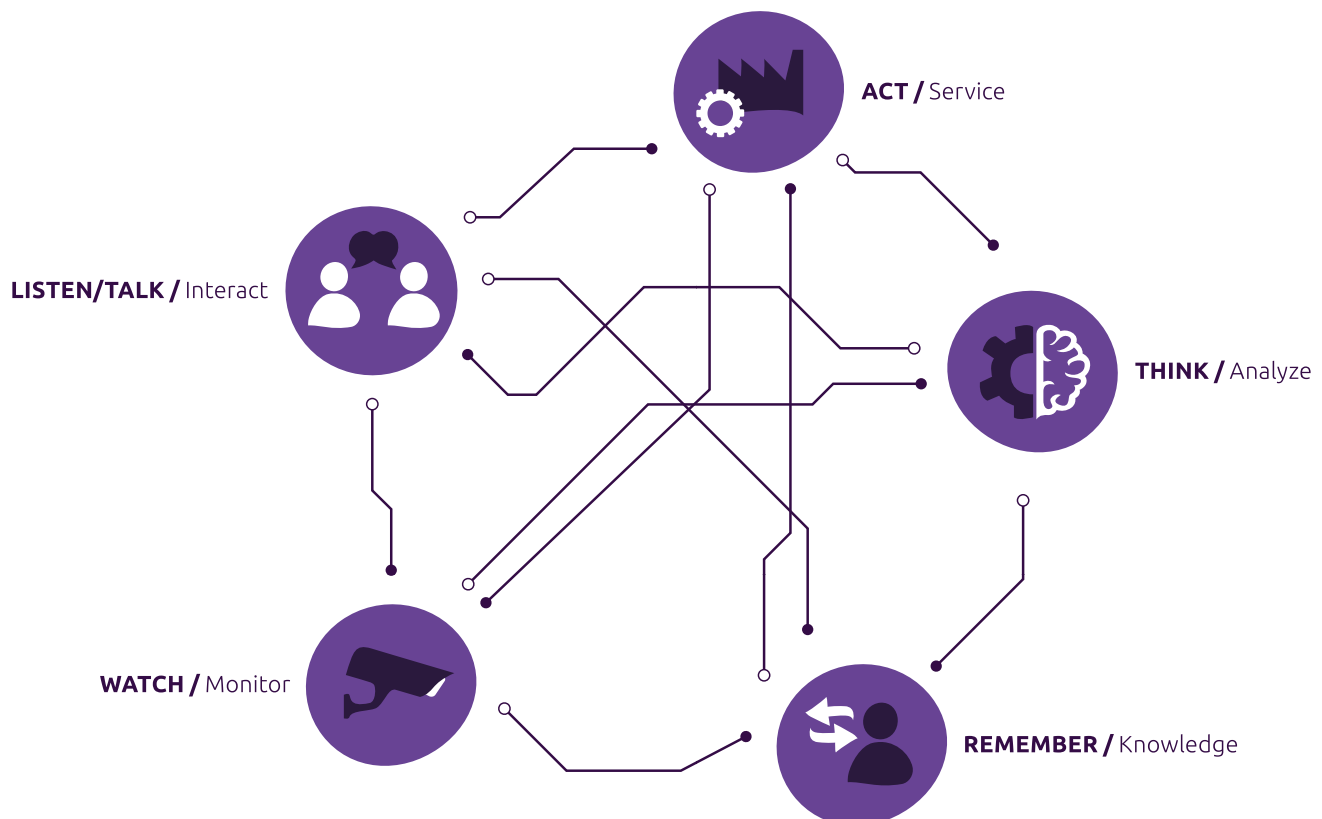 ACT / Service
LISTEN/TALK / Interact
THINK / Analyze
WATCH / Monitor
REMEMBER / Knowledge